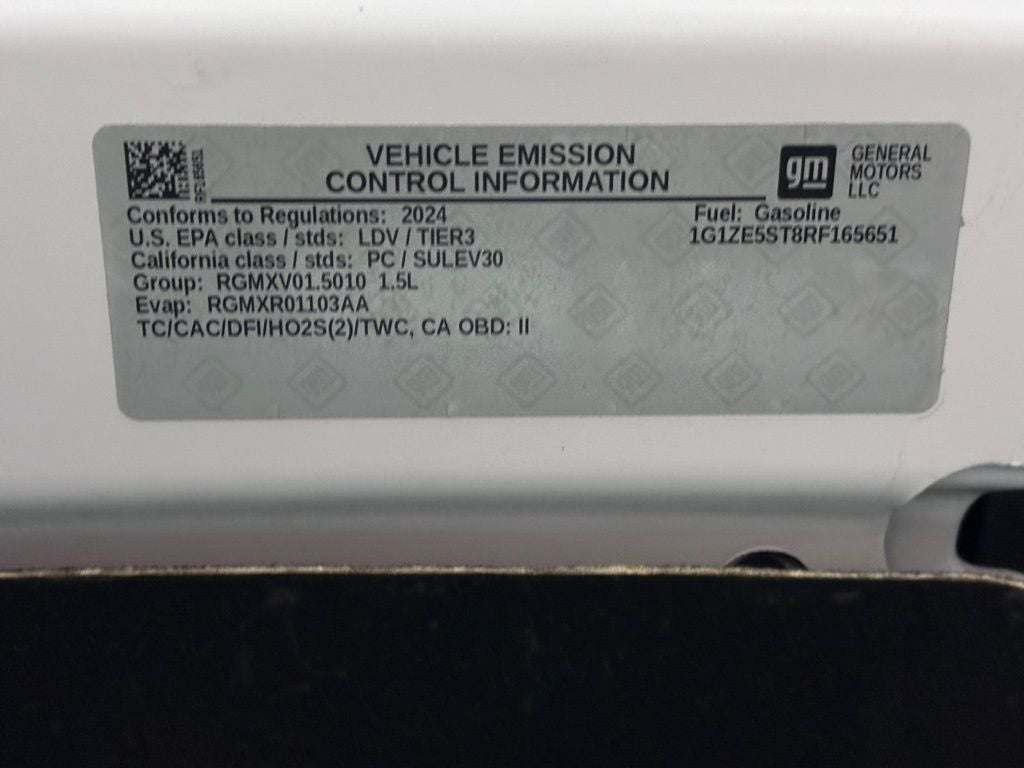 VEHICLE EMISSION
CONTROL INFORMATION
gm
GENERAL
MOTORS
LLC
Conforms to Regulations: 2024
Fuel: Gasoline
U.S. EPA class / stds: LDV / TIER3
1G1ZE5ST8RF165651
California class / stds: PC / SULEV30
Group: RGMXV01.5010 1.5L
Evap: RGMXR01103AA
TC/CAC/DFI/HO2S(2)/TWC, CA OBD: II